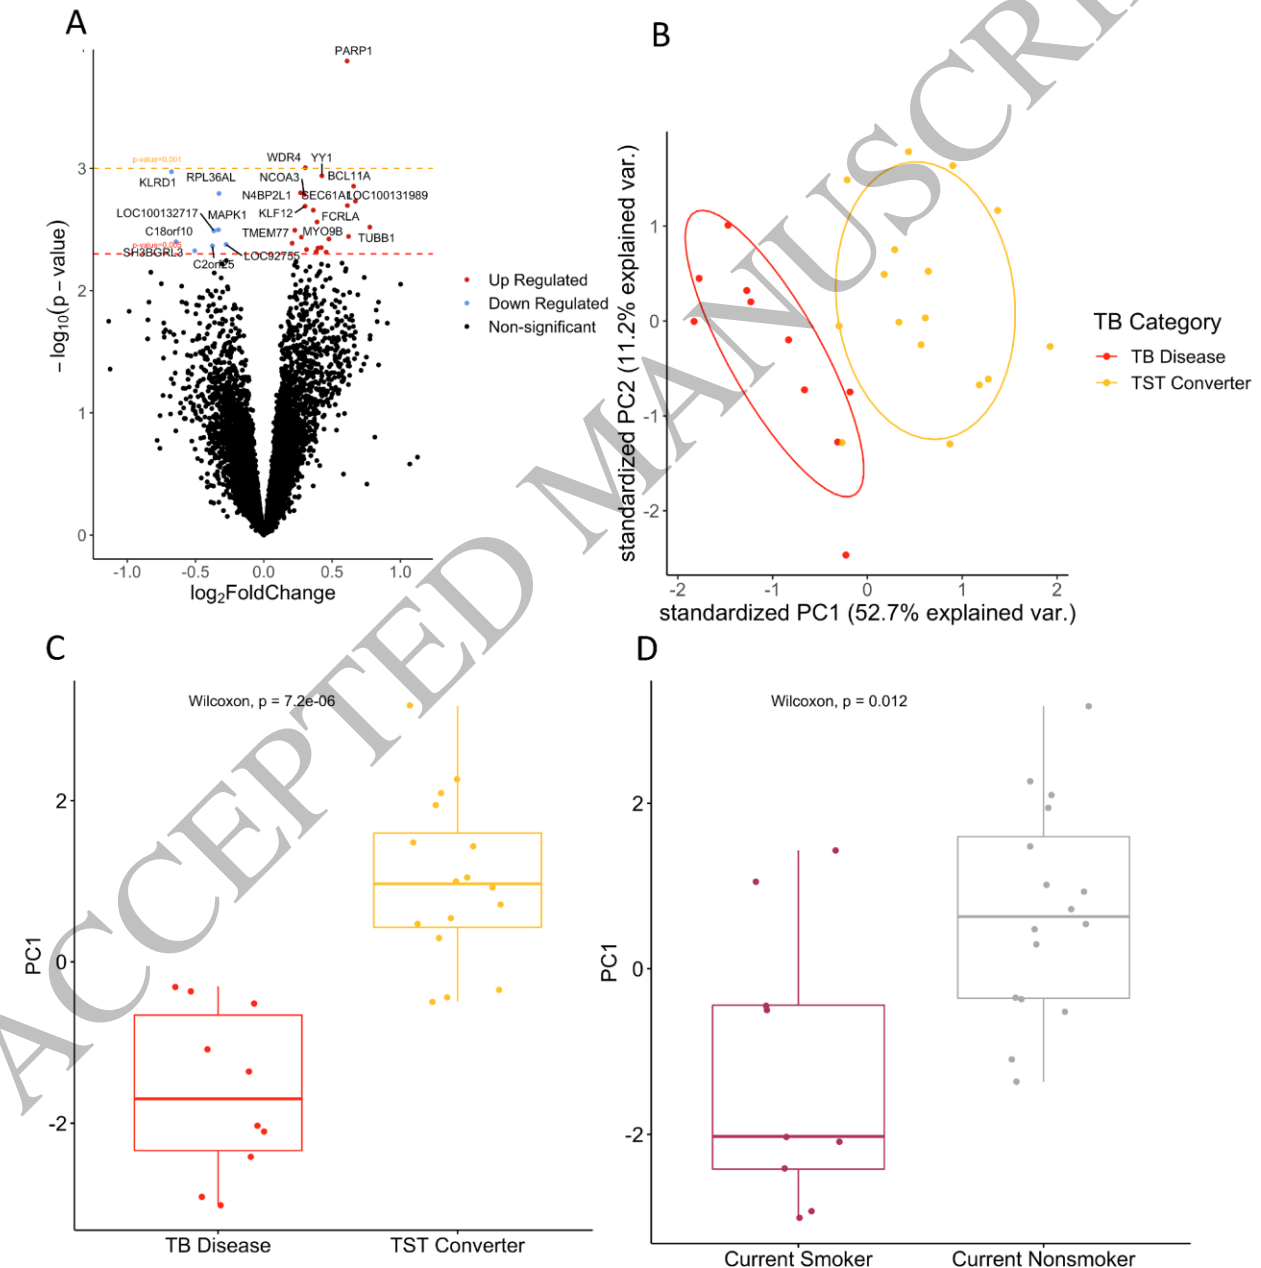 A
PARP1
WDR4 YY1
3
p-value=0.001
KLRD1 RPL36AL NCOA3 BCL11A
N4BP2L1 SEC61A1 LOC100131989
LOC100132717 MAPK1 KLF12 FCRLA
C18orf10 TMEM77 MYO9B TUBB1
SH3BGRL3 C2orf25 LOC92755
2
1
0
-1.0 -0.5 0.0 0.5 1.0
log2FoldChange
−log10(p − value)
Up Regulated
Down Regulated
Non-significant
B
1
0
-1
-2
-2 -1 0 1 2
standardized PC1 (52.7% explained var.)
standardized PC2 (11.2% explained var.)
TB Category
TB Disease
TST Converter
C
Wilcoxon, p = 7.2e-06
2
0
-2
PC1
TB Disease TST Converter
D
Wilcoxon, p = 0.012
2
0
-2
PC1
Current Smoker Current Nonsmoker
ACCEPTED MANUSCRI